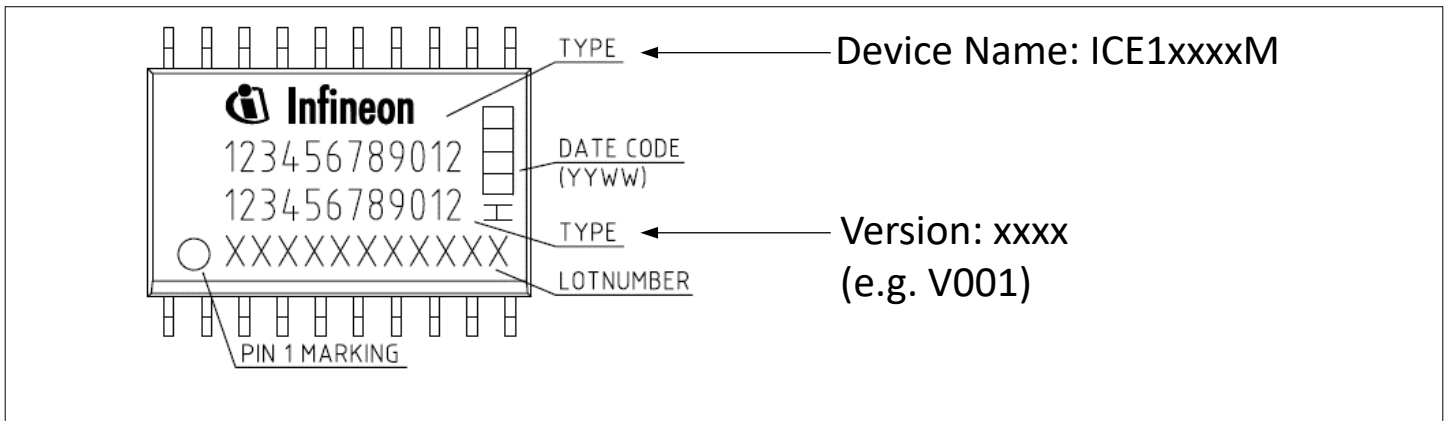 TYPE
Device Name: ICE1xxxxM
Infineon
123456789012
DATE CODE
(YYWW)
123456789012
H
TYPE
Version: xxxx
(e.g. V001)
XXXXXXXXXXX
LOTNUMBER
PIN 1 MARKING